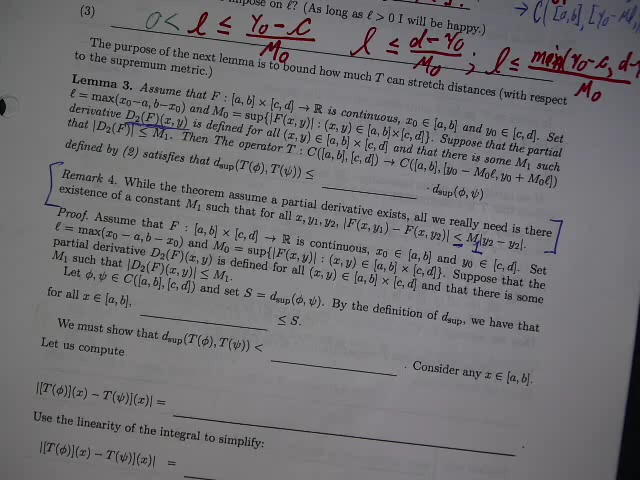 impose on ℓ? (As long as ℓ > 0 I will be happy.)
→ C([a,b], [y₀-Mℓ,
(3) 0 < ℓ ≤ (y₀-c)/M₀ ℓ ≤ (d-y₀)/M₀ ; ℓ ≤ min(y₀-c, d-/M₀
The purpose of the next lemma is to bound how much T can stretch distances (with respect
to the supremum metric.)
Lemma 3. Assume that F : [a, b] × [c, d] → ℝ is continuous, x₀ ∈ [a, b] and y₀ ∈ [c, d]. Set
ℓ = max(x₀−a, b−x₀) and M₀ = sup{|F(x,y)| : (x,y) ∈ [a,b]×[c,d]}. Suppose that the partial
derivative D₂(F)(x,y) is defined for all (x,y) ∈ [a,b] × [c,d] and that there is some M₁ such
that |D₂(F)| ≤ M₁. Then The operator T : C([a,b],[c,d]) → C([a,b],[y₀ − M₀ℓ, y₀ + M₀ℓ])
defined by (2) satisfies that d_sup(T(ϕ),T(ψ)) ≤ ________ · d_sup(ϕ,ψ)
Remark 4. While the theorem assume a partial derivative exists, all we really need is there
existence of a constant M₁ such that for all x, y₁, y₂, |F(x, y₁) − F(x, y₂)| ≤ M₁|y₂ − y₁|.
Proof. Assume that F : [a, b] × [c, d] → ℝ is continuous, x₀ ∈ [a, b] and y₀ ∈ [c, d]. Set
ℓ = max(x₀ − a, b − x₀) and M₀ = sup{|F(x,y)| : (x,y) ∈ [a,b] × [c,d]}. Suppose that the
partial derivative D₂(F)(x,y) is defined for all (x,y) ∈ [a,b] × [c,d] and that there is some
M₁ such that |D₂(F)(x,y)| ≤ M₁.
Let ϕ,ψ ∈ C([a,b],[c,d]) and set S = d_sup(ϕ,ψ). By the definition of d_sup, we have that
for all x ∈ [a,b], ________ ≤ S.
We must show that d_sup(T(ϕ),T(ψ)) < ________ . Consider any x ∈ [a,b].
Let us compute
|[T(ϕ)](x) − T(ψ)](x)| = ________
Use the linearity of the integral to simplify:
|[T(ϕ)](x) − T(ψ)](x)| = ________